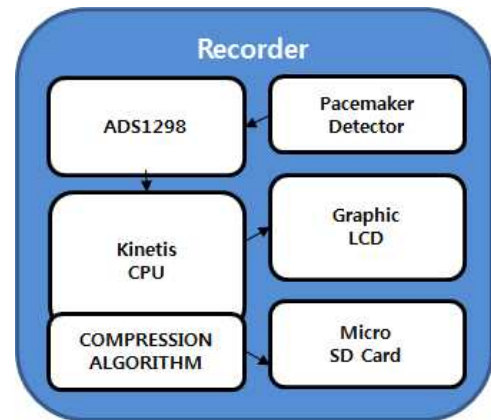 Recorder
ADS1298
Pacemaker
Detector
Kinetis
CPU
Graphic
LCD
COMPRESSION
ALGORITHM
Micro
SD Card